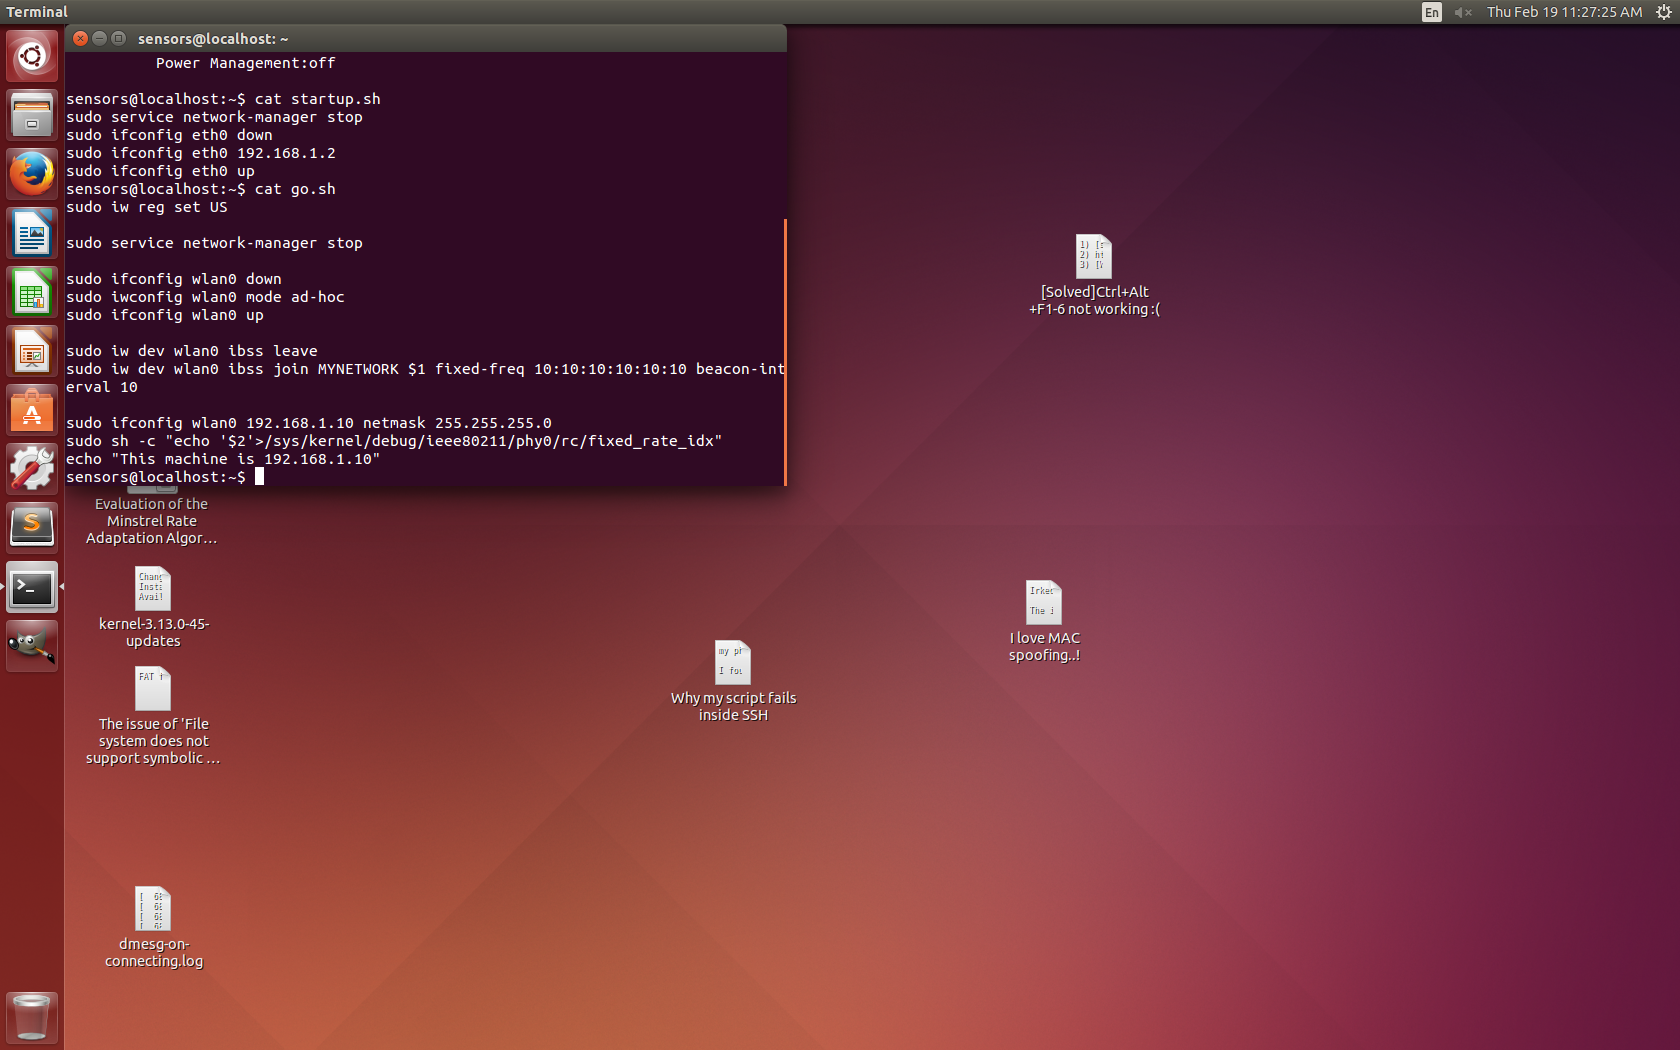 Terminal
En
Thu Feb 19 11:27:25 AM
sensors@localhost: ~
Power Management:off
sensors@localhost:~$ cat startup.sh
sudo service network-manager stop
sudo ifconfig eth0 down
sudo ifconfig eth0 192.168.1.2
sudo ifconfig eth0 up
sensors@localhost:~$ cat go.sh
sudo iw reg set US
sudo service network-manager stop
sudo ifconfig wlan0 down
sudo iwconfig wlan0 mode ad-hoc
sudo ifconfig wlan0 up
sudo iw dev wlan0 ibss leave
sudo iw dev wlan0 ibss join MYNETWORK $1 fixed-freq 10:10:10:10:10:10 beacon-int
erval 10
sudo ifconfig wlan0 192.168.1.10 netmask 255.255.255.0
sudo sh -c "echo '$2'>/sys/kernel/debug/ieee80211/phy0/rc/fixed_rate_idx"
echo "This machine is 192.168.1.10"
sensors@localhost:~$
Evaluation of the
Minstrel Rate
Adaptation Algor...
kernel-3.13.0-45-
updates
FAT
The issue of 'File
system does not
support symbolic ...
dmesg-on-
connecting.log
Why my script fails
inside SSH
[Solved]Ctrl+Alt
+F1-6 not working :(
I love MAC
spoofing..!